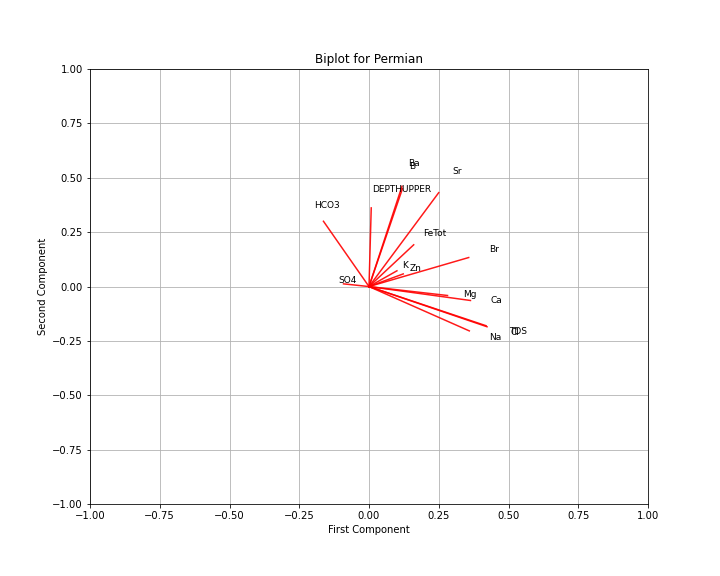 Biplot for Permian
1.00
0.75
0.50
0.25
0.00
−0.25
−0.50
−0.75
−1.00
Second Component
Ba
B
Sr
DEPTHUPPER
HCO3
FeTot
Br
K
Zn
SO4
Mg
Ca
TDS
Cl
Na
−1.00 −0.75 −0.50 −0.25 0.00 0.25 0.50 0.75 1.00
First Component